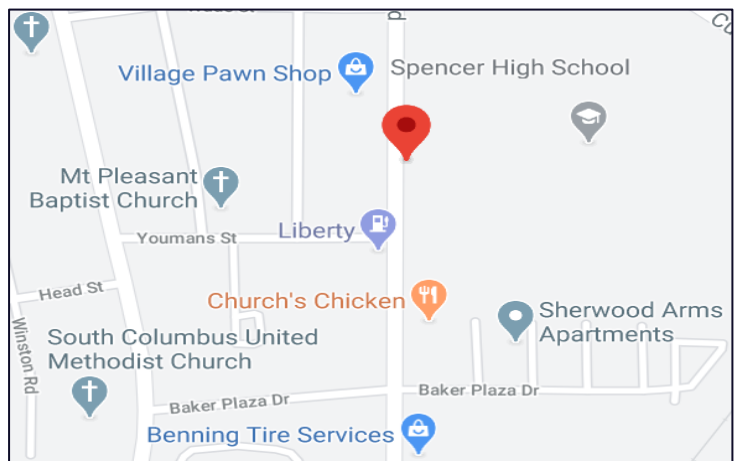 Village Pawn Shop
Spencer High School
Mt Pleasant
Baptist Church
Youmans St
Liberty
Head St
Church's Chicken
Sherwood Arms
Apartments
Winston Rd
South Columbus United
Methodist Church
Baker Plaza Dr
Baker Plaza Dr
Benning Tire Services